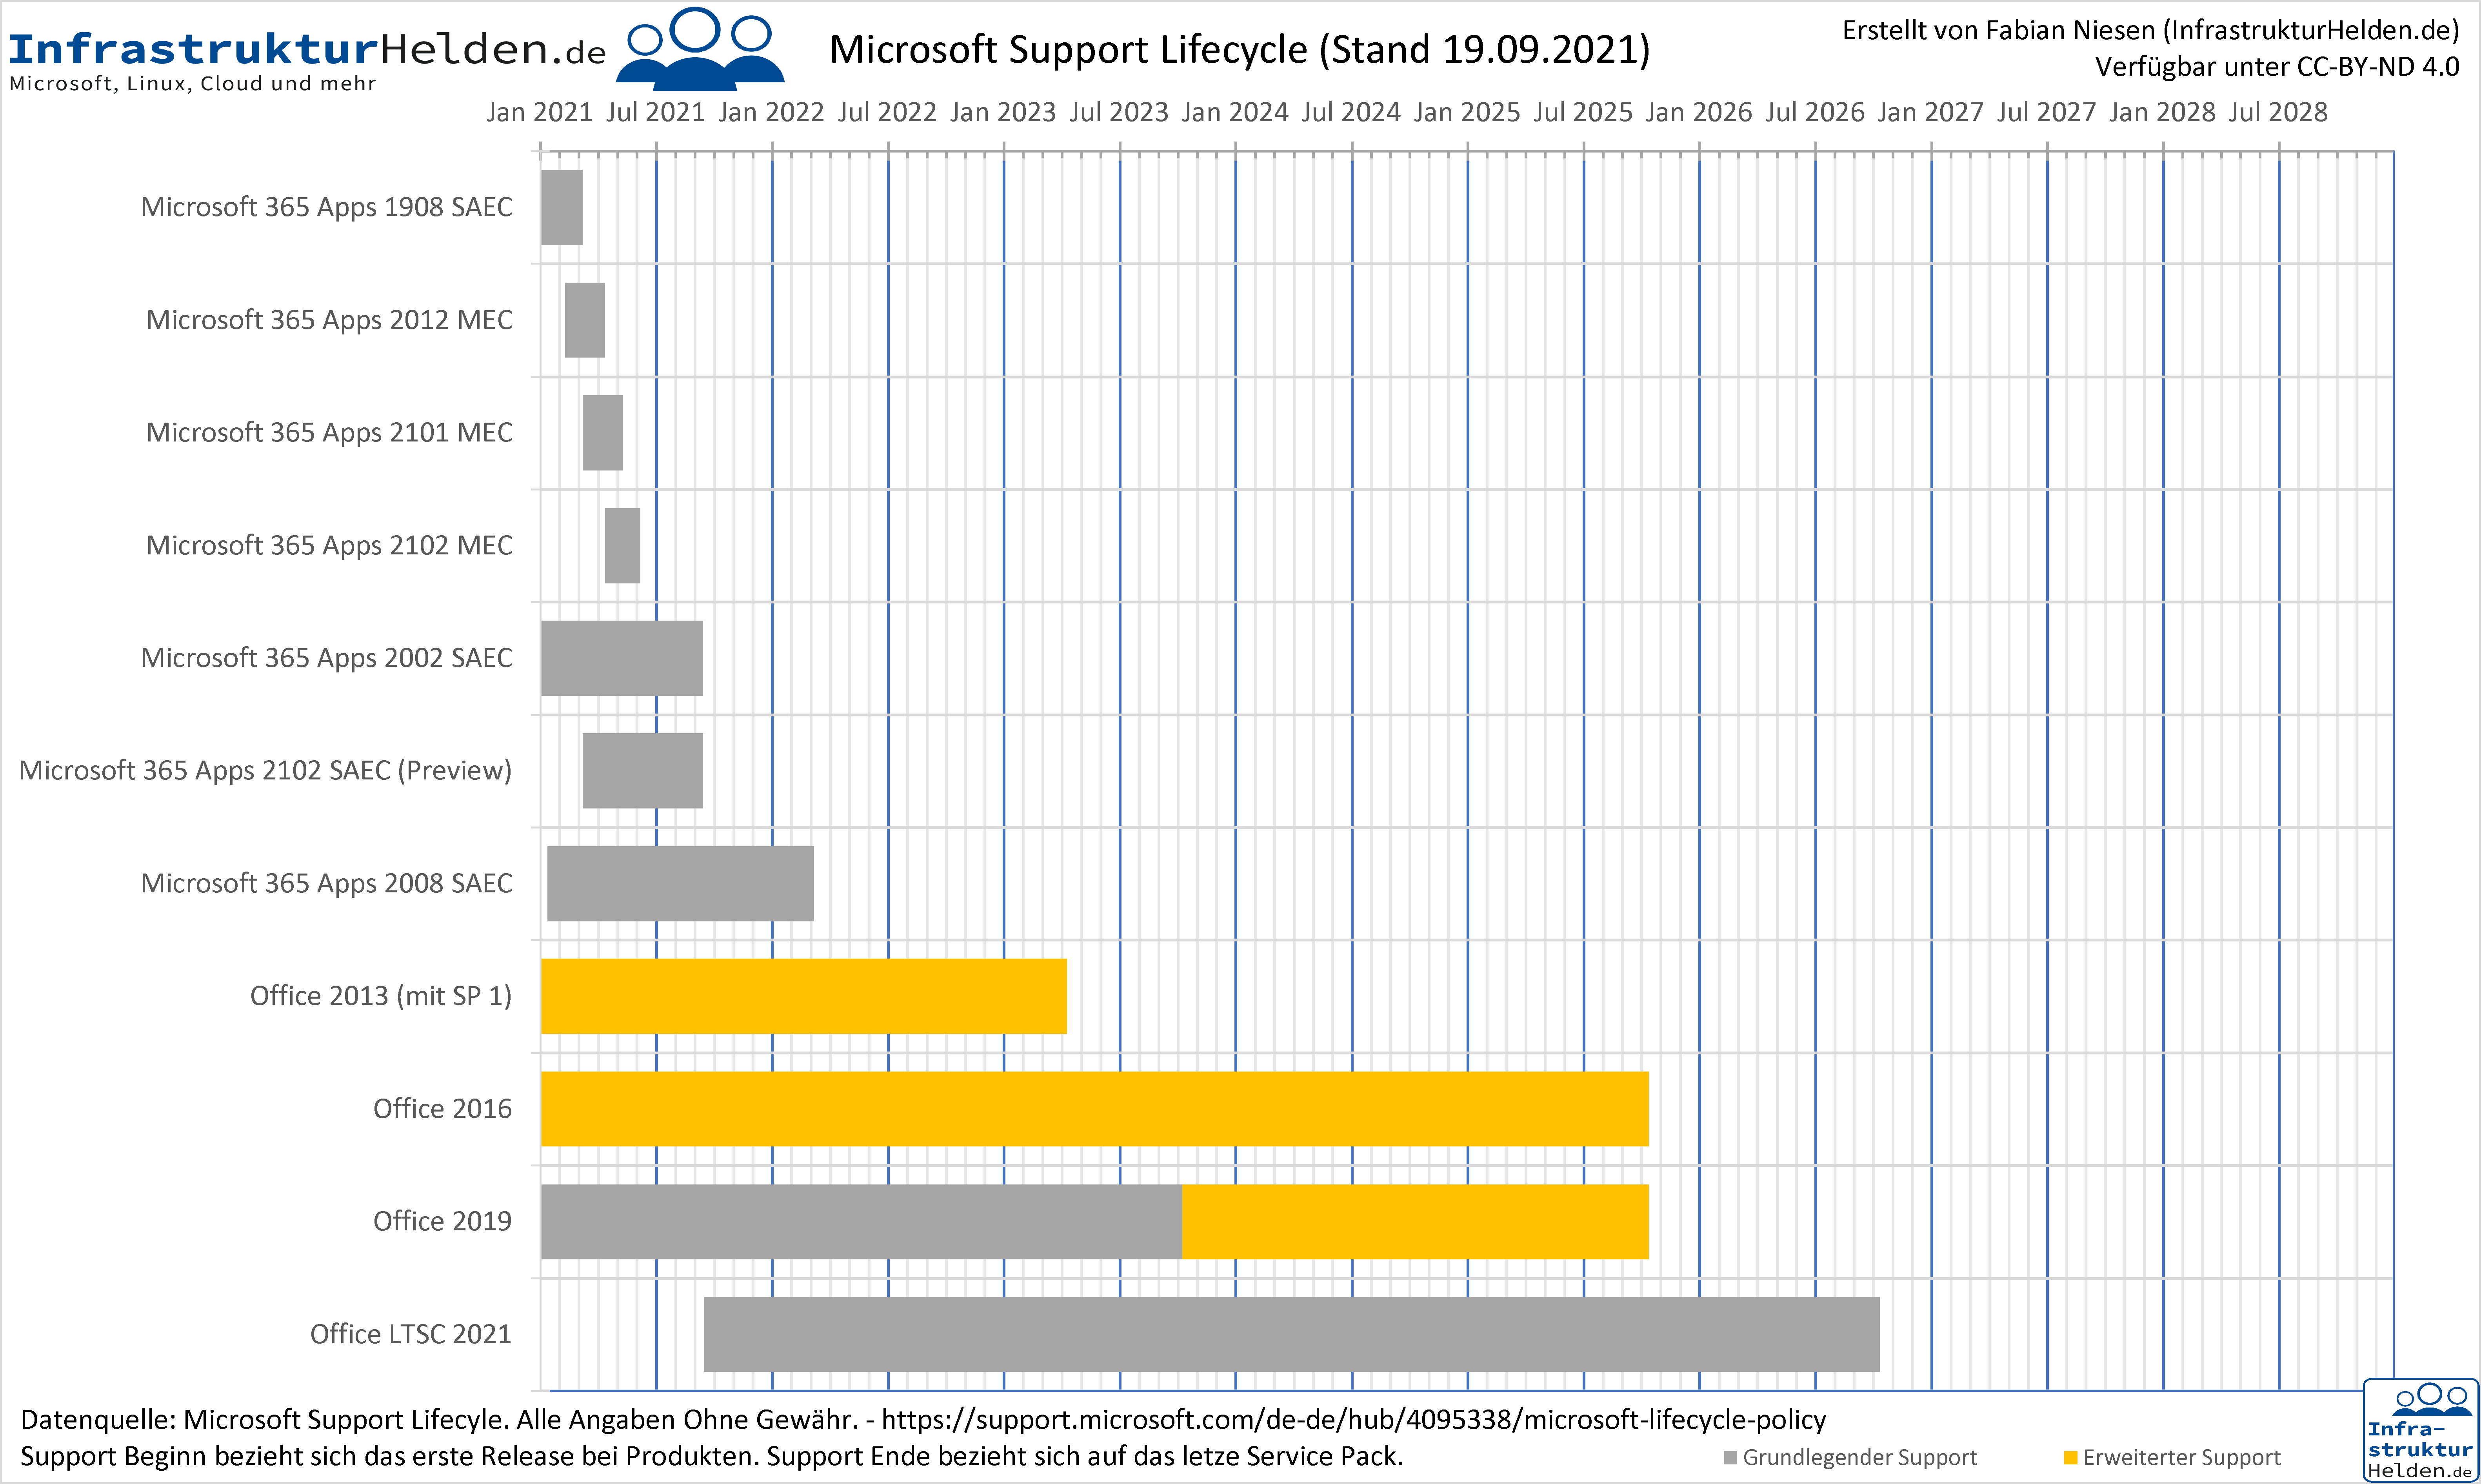 InfrastrukturHelden.de
Microsoft, Linux, Cloud und mehr
Microsoft Support Lifecycle (Stand 19.09.2021)
Erstellt von Fabian Niesen (InfrastrukturHelden.de)
Verfügbar unter CC-BY-ND 4.0
Jan 2021 Jul 2021 Jan 2022 Jul 2022 Jan 2023 Jul 2023 Jan 2024 Jul 2024 Jan 2025 Jul 2025 Jan 2026 Jul 2026 Jan 2027 Jul 2027 Jan 2028 Jul 2028
Microsoft 365 Apps 1908 SAEC
Microsoft 365 Apps 2012 MEC
Microsoft 365 Apps 2101 MEC
Microsoft 365 Apps 2102 MEC
Microsoft 365 Apps 2002 SAEC
Microsoft 365 Apps 2102 SAEC (Preview)
Microsoft 365 Apps 2008 SAEC
Office 2013 (mit SP 1)
Office 2016
Office 2019
Office LTSC 2021
Datenquelle: Microsoft Support Lifecyle. Alle Angaben Ohne Gewähr. - https://support.microsoft.com/de-de/hub/4095338/microsoft-lifecycle-policy
Support Beginn bezieht sich das erste Release bei Produkten. Support Ende bezieht sich auf das letze Service Pack.
Grundlegender Support
Erweiterter Support
Infra-
struktur
Helden.de